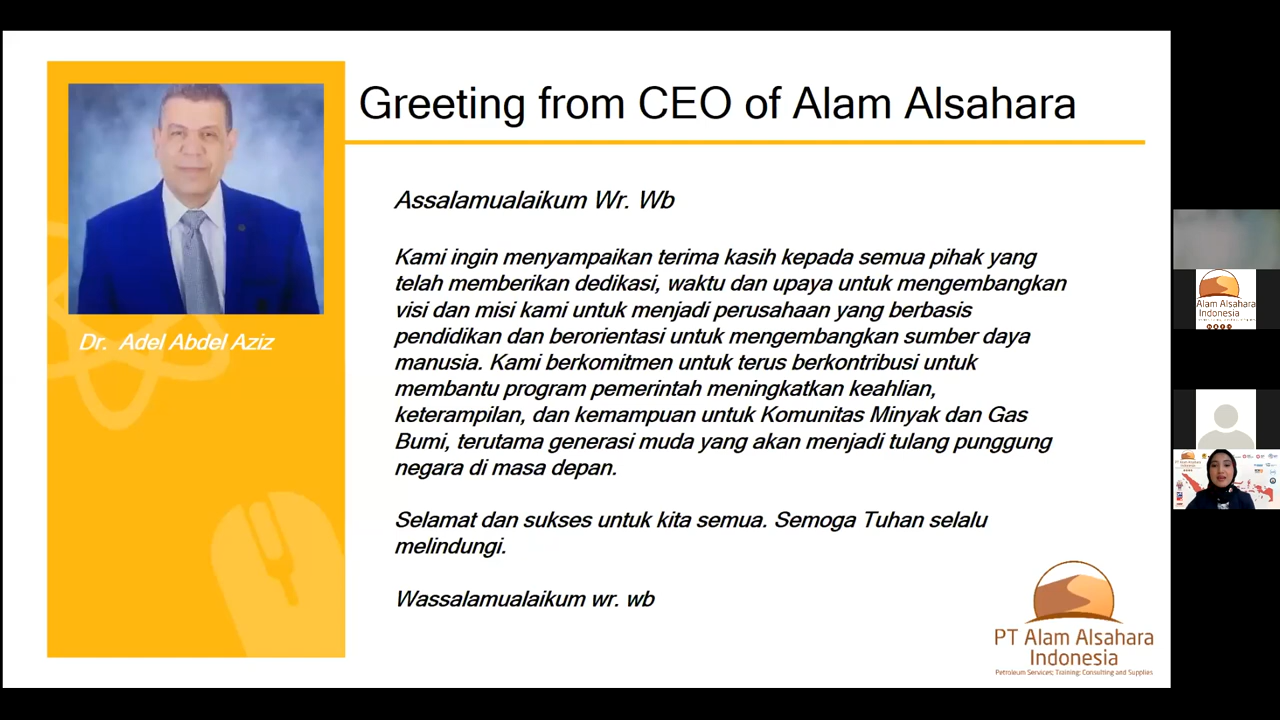 Greeting from CEO of Alam Alsahara
Dr. Adel Abdel Aziz
Assalamualaikum Wr. Wb
Kami ingin menyampaikan terima kasih kepada semua pihak yang
telah memberikan dedikasi, waktu dan upaya untuk mengembangkan
visi dan misi kami untuk menjadi perusahaan yang berbasis
pendidikan dan berorientasi untuk mengembangkan sumber daya
manusia. Kami berkomitmen untuk terus berkontribusi untuk
membantu program pemerintah meningkatkan keahlian,
keterampilan, dan kemampuan untuk Komunitas Minyak dan Gas
Bumi, terutama generasi muda yang akan menjadi tulang punggung
negara di masa depan.
Selamat dan sukses untuk kita semua. Semoga Tuhan selalu
melindungi.
Wassalamualaikum wr. wb
PT Alam Alsahara
Indonesia
Petroleum Services; Training; Consulting and Supplies
Alam Alsahara
Indonesia
PT Alam Alsahara
Indonesia